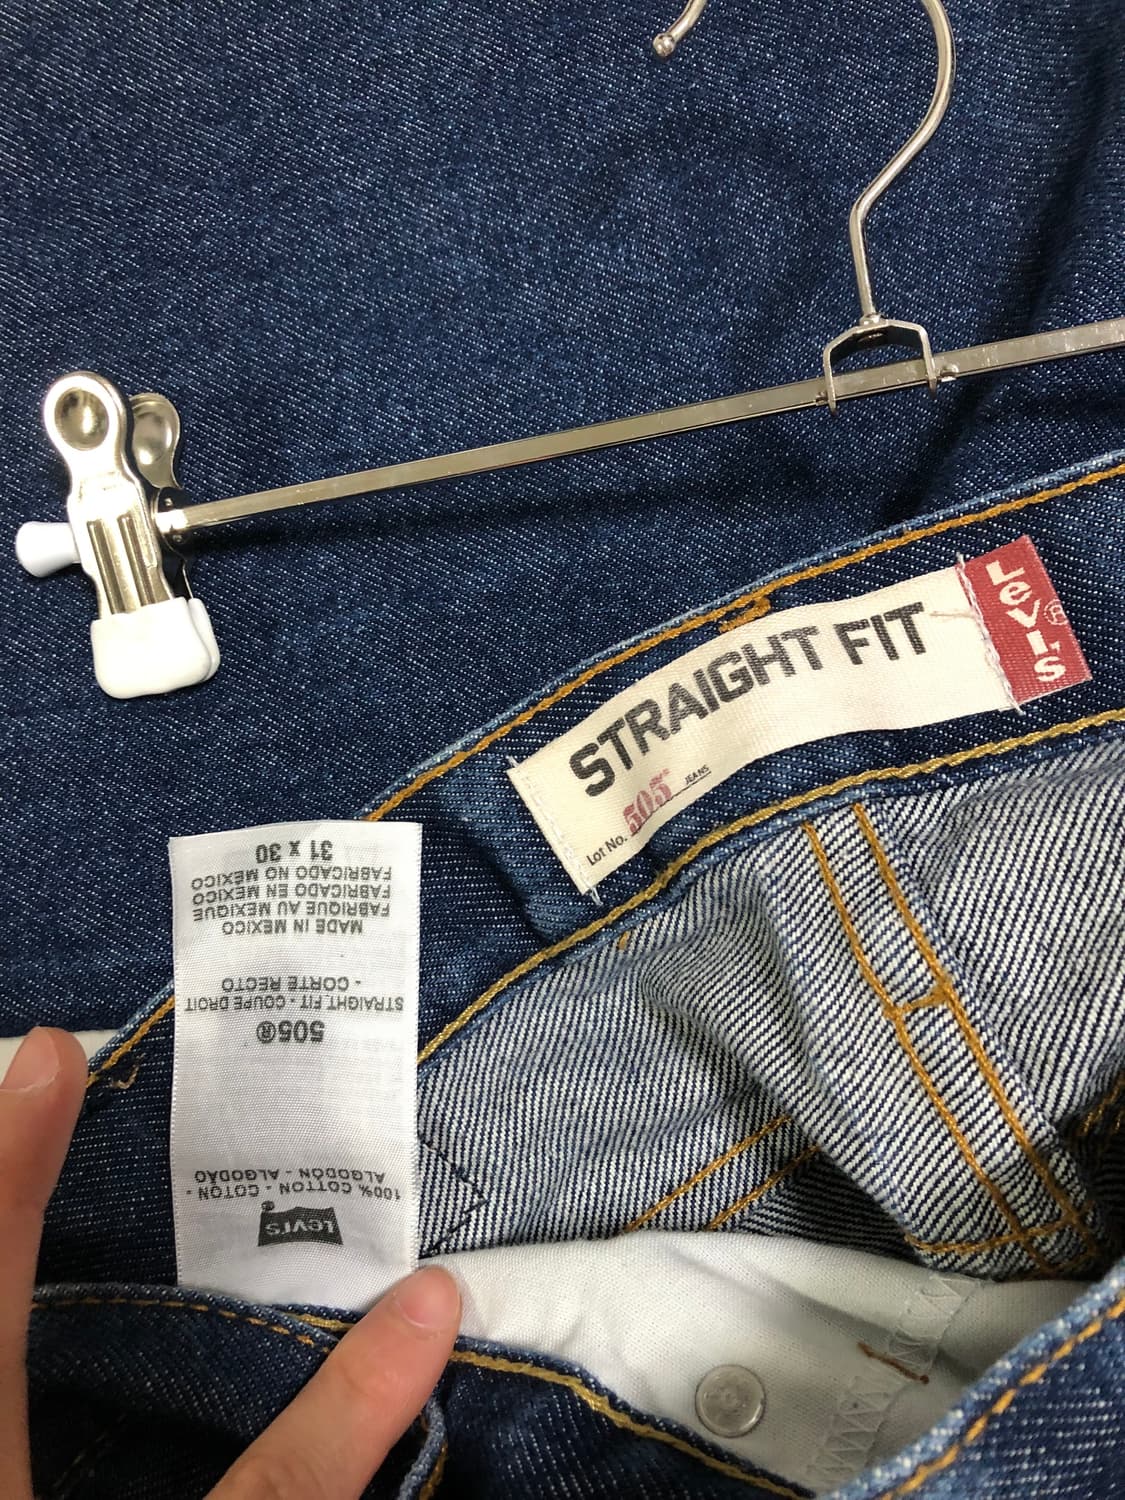 STRAIGHT FIT
Lot No. 505 JEANS
LEVI'S®
LEVI'S
100% COTTON - COTON -
ALGODÓN - ALGODÃO
505®
STRAIGHT FIT - COUPE DROIT
- CORTE RECTO
MADE IN MEXICO
FABRIQUE AU MEXIQUE
FABRICADO EN MEXICO
FABRICADO NO MEXICO
31 X 30